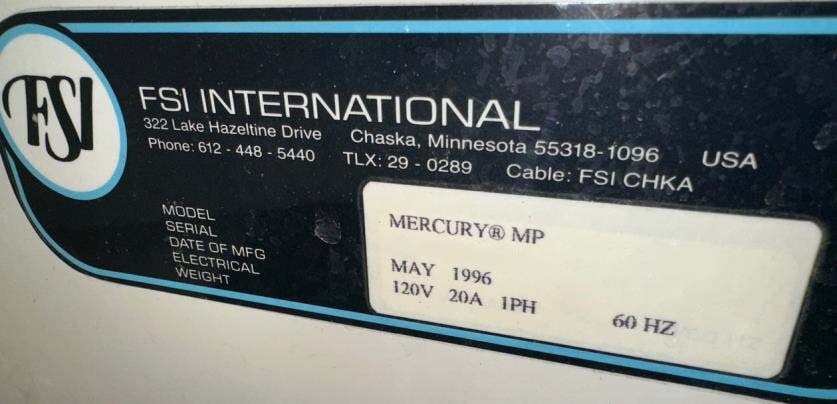 FSI
FSI INTERNATIONAL
322 Lake Hazeltine Drive Chaska, Minnesota 55318-1096 USA
Phone: 612 - 448 - 5440 TLX: 29 - 0289 Cable: FSI CHKA
MODEL
SERIAL
DATE OF MFG
ELECTRICAL
WEIGHT
MERCURY® MP
MAY 1996
120V 20A 1PH 60 HZ